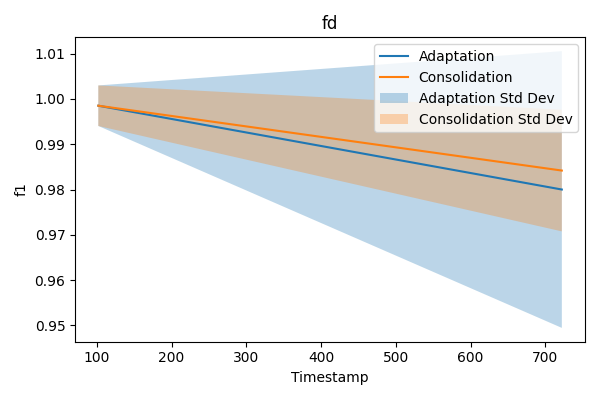 fd
1.01
1.00
0.99
0.98
0.97
0.96
0.95
f1
100
200
300
400
500
600
700
Timestamp
Adaptation
Consolidation
Adaptation Std Dev
Consolidation Std Dev